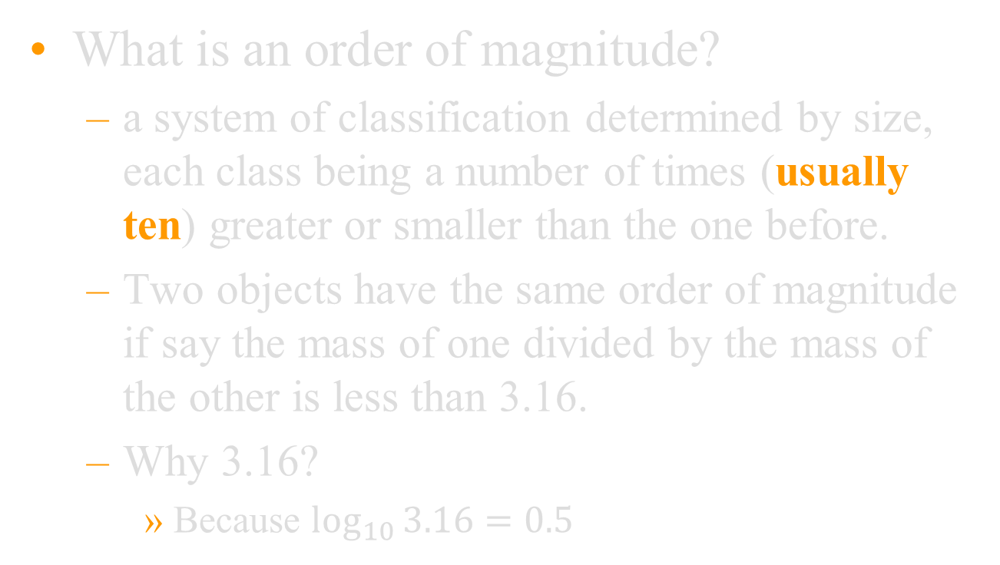 • What is an order of magnitude?
– a system of classification determined by size,
each class being a number of times (usually
ten) greater or smaller than the one before.
– Two objects have the same order of magnitude
if say the mass of one divided by the mass of
the other is less than 3.16.
– Why 3.16?
» Because log₁₀ 3.16 = 0.5